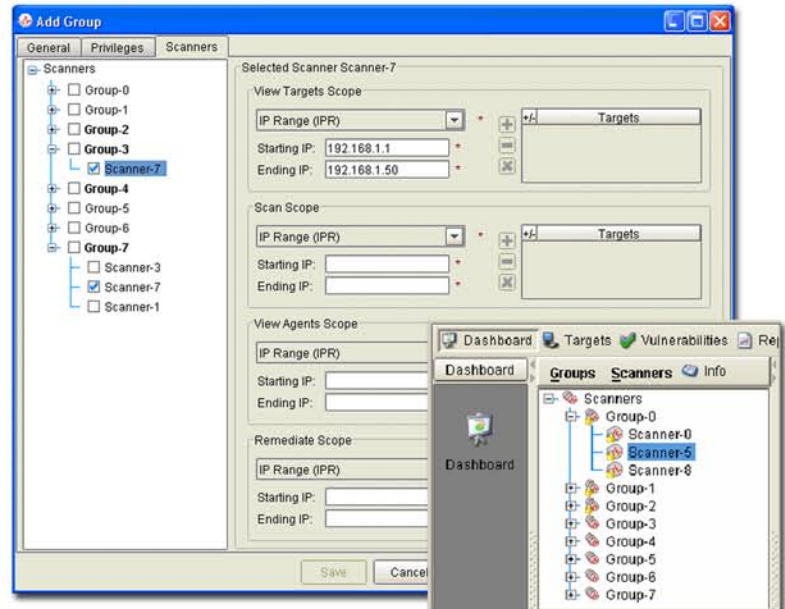 Add Group
General Privileges Scanners
Scanners
Group-0
Group-1
Group-2
Group-3
Scanner-7
Group-4
Group-5
Group-6
Group-7
Scanner-3
Scanner-7
Scanner-1
Selected Scanner Scanner-7
View Targets Scope
IP Range (IPR) *
Starting IP: 192.168.1.1 *
Ending IP: 192.168.1.50 *
+/- Targets
Scan Scope
IP Range (IPR) *
Starting IP: *
Ending IP: *
+/- Targets
View Agents Scope
IP Range (IPR)
Starting IP:
Ending IP:
Remediate Scope
IP Range (IPR)
Starting IP:
Ending IP:
Save Cancel
Dashboard Targets Vulnerabilities Rep
Dashboard
Dashboard
Groups Scanners Info
Scanners
Group-0
Scanner-0
Scanner-5
Scanner-8
Group-1
Group-2
Group-3
Group-4
Group-5
Group-6
Group-7